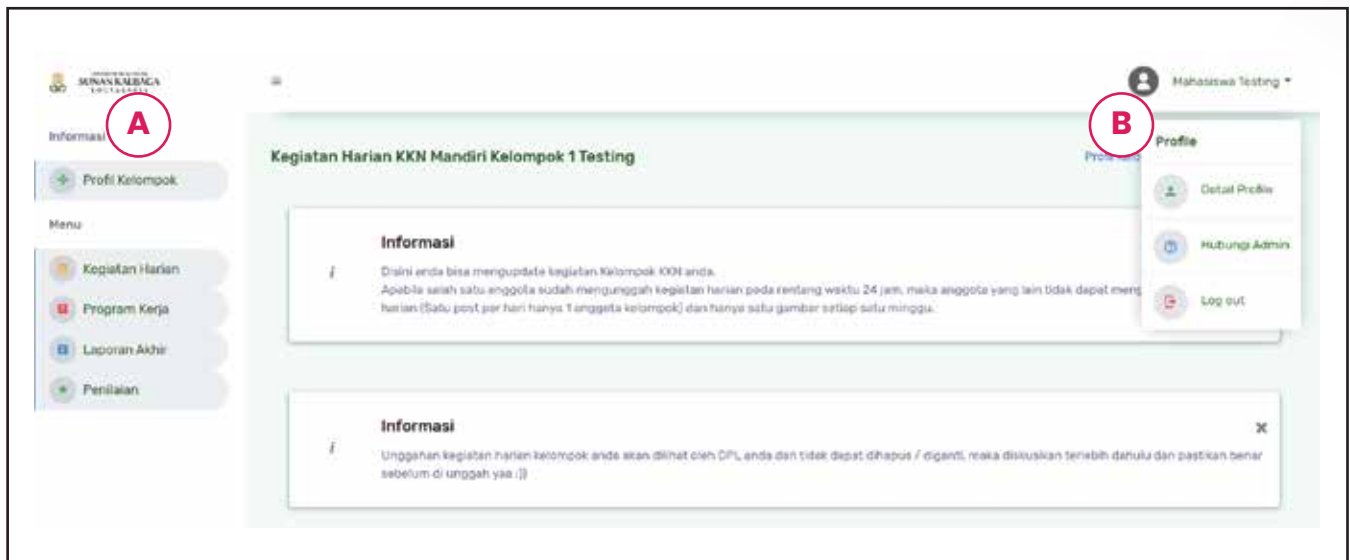 SUNAN KALIJAGA
Mahasiswa Testing
A
B
Informasi
Profil Kelompok
Menu
Kegiatan Harian
Program Kerja
Laporan Akhir
Penilaian
Kegiatan Harian KKN Mandiri Kelompok 1 Testing
Profile
Detail Profile
Hubungi Admin
Log out
Informasi
i
Disini anda bisa mengupdate kegiatan Kelompok KKN anda.
Apabila salah satu anggota sudah mengunggah kegiatan harian pada rentang waktu 24 jam, maka anggota yang lain tidak dapat meng
harian (Satu post per hari hanya 1 anggota kelompok) dan hanya satu gambar setiap satu minggu.
Informasi
i
Unggahan kegiatan harian kelompok anda akan dilihat oleh DPL anda dan tidak dapat dihapus / diganti, maka diskusikan terlebih dahulu dan pastikan benar
sebelum di unggah yaa :))